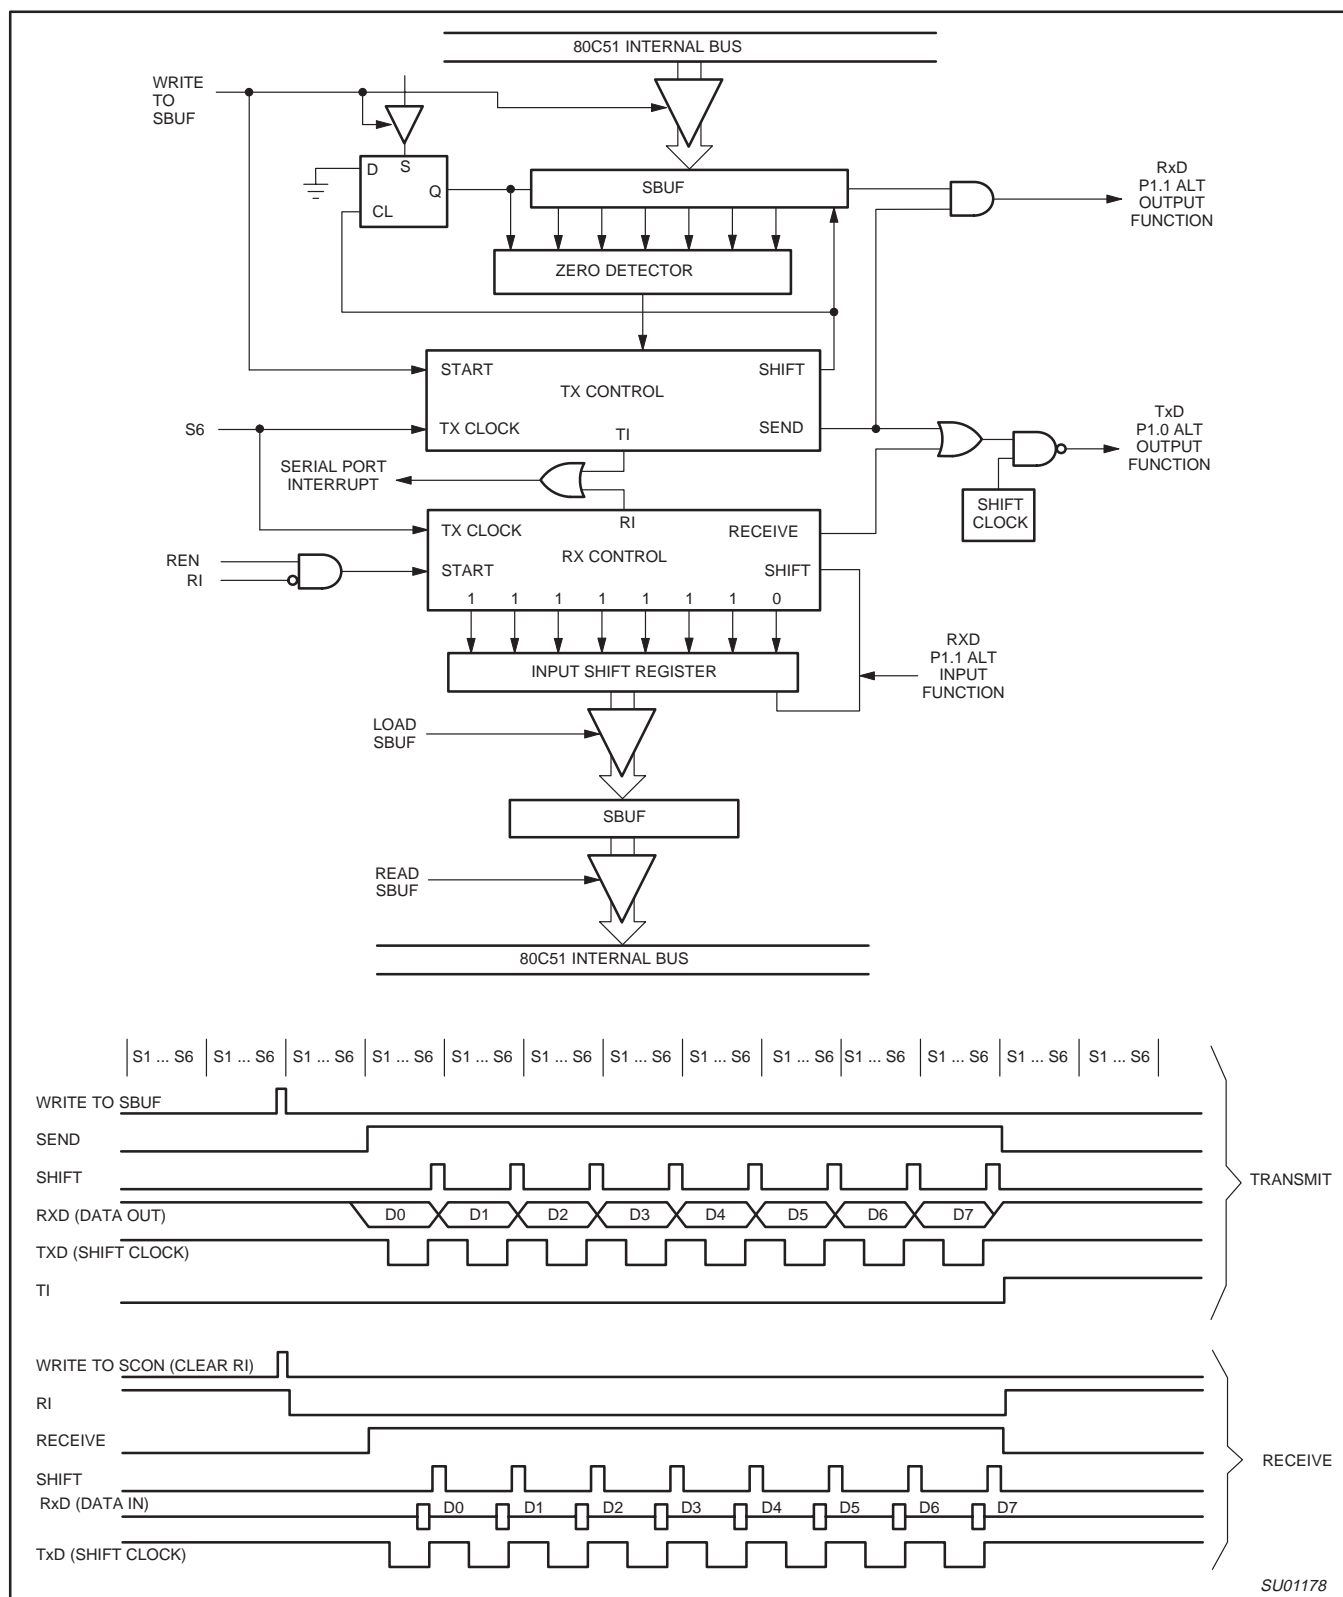 80C51 INTERNAL BUS
WRITE
TO
SBUF
D
S
Q
CL
SBUF
RxD
P1.1 ALT
OUTPUT
FUNCTION
ZERO DETECTOR
START
SHIFT
TX CONTROL
S6
TX CLOCK
TI
SEND
TxD
P1.0 ALT
OUTPUT
FUNCTION
SERIAL PORT
INTERRUPT
SHIFT
CLOCK
TX CLOCK
RI
RECEIVE
REN
RI
RX CONTROL
START
SHIFT
1 1 1 1 1 1 1 0
INPUT SHIFT REGISTER
RXD
P1.1 ALT
INPUT
FUNCTION
LOAD
SBUF
SBUF
READ
SBUF
80C51 INTERNAL BUS
S1 ... S6 S1 ... S6 S1 ... S6 S1 ... S6 S1 ... S6 S1 ... S6 S1 ... S6 S1 ... S6 S1 ... S6 S1 ... S6 S1 ... S6 S1 ... S6 S1 ... S6
WRITE TO SBUF
SEND
SHIFT
TRANSMIT
RXD (DATA OUT) D0 D1 D2 D3 D4 D5 D6 D7
TXD (SHIFT CLOCK)
TI
WRITE TO SCON (CLEAR RI)
RI
RECEIVE
RECEIVE
SHIFT
RxD (DATA IN) D0 D1 D2 D3 D4 D5 D6 D7
TxD (SHIFT CLOCK)
SU01178